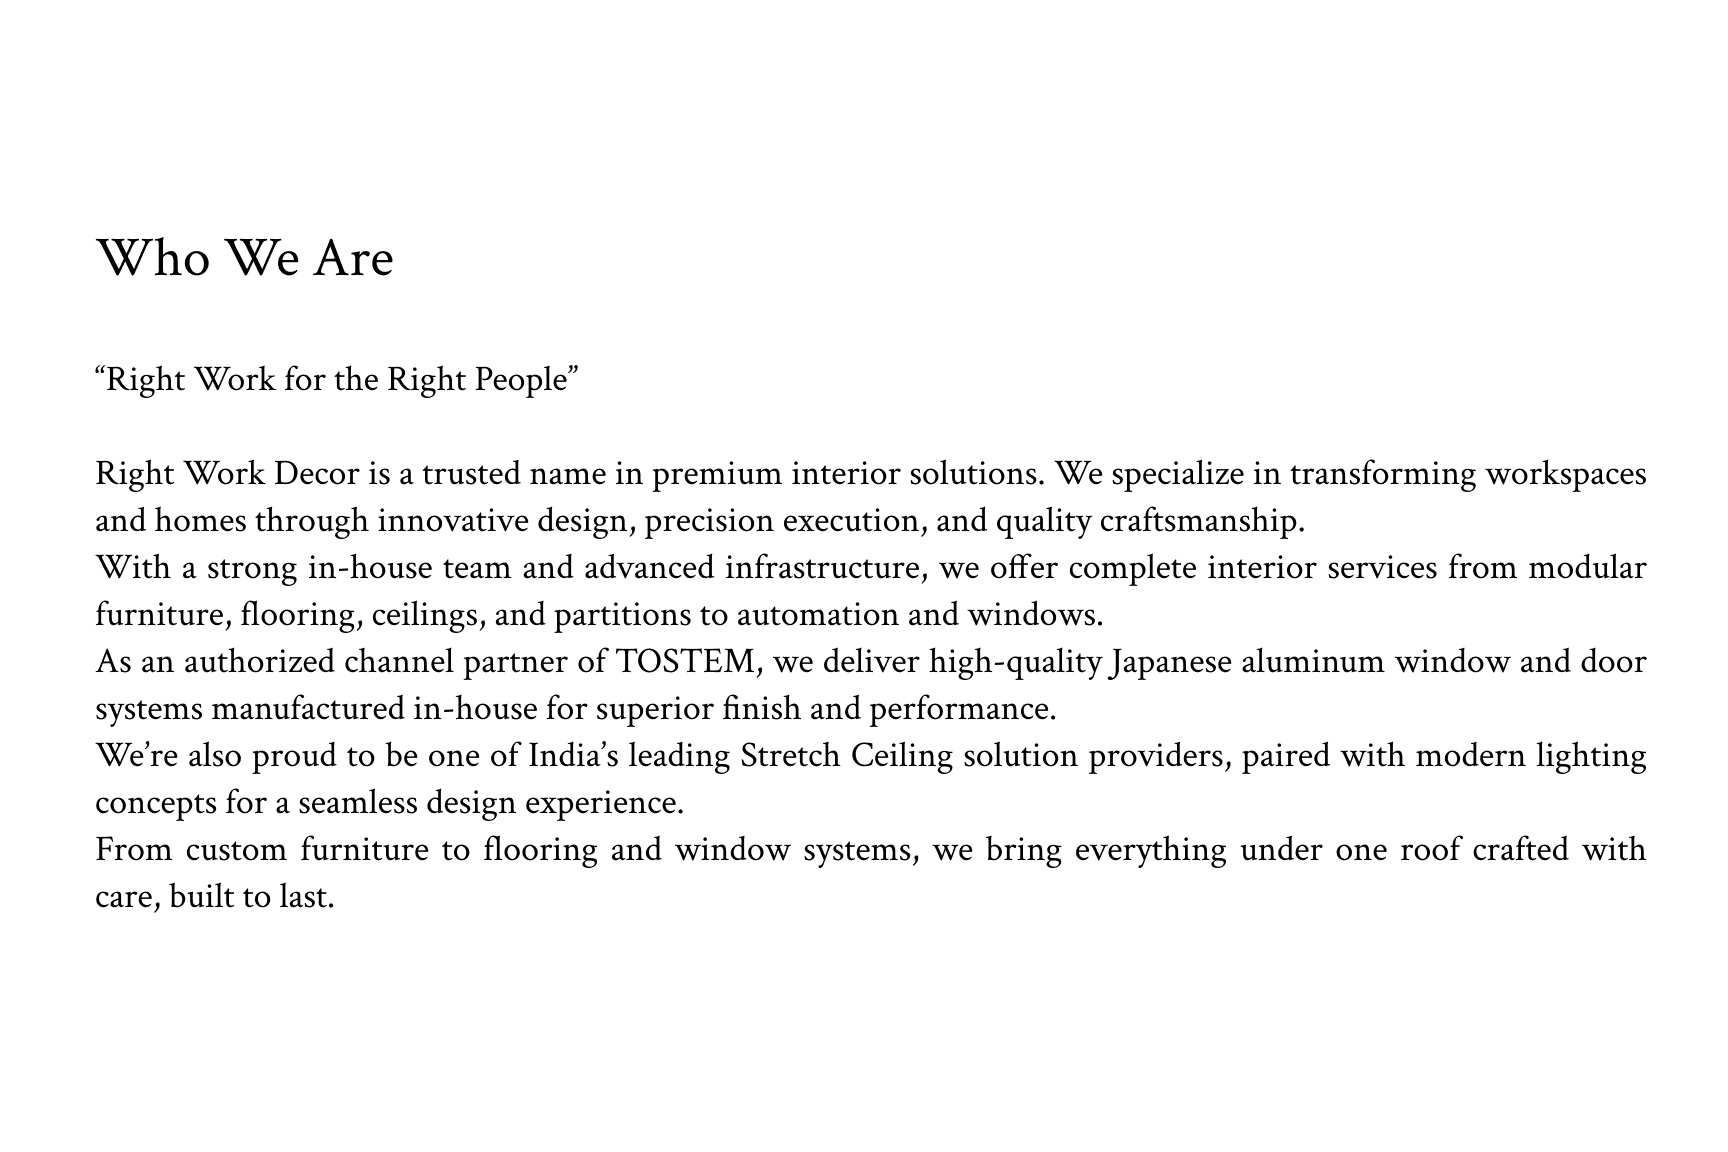 Who We Are
“Right Work for the Right People”
Right Work Decor is a trusted name in premium interior solutions. We specialize in transforming workspaces
and homes through innovative design, precision execution, and quality craftsmanship.
With a strong in-house team and advanced infrastructure, we offer complete interior services from modular
furniture, flooring, ceilings, and partitions to automation and windows.
As an authorized channel partner of TOSTEM, we deliver high-quality Japanese aluminum window and door
systems manufactured in-house for superior finish and performance.
We’re also proud to be one of India’s leading Stretch Ceiling solution providers, paired with modern lighting
concepts for a seamless design experience.
From custom furniture to flooring and window systems, we bring everything under one roof crafted with
care, built to last.